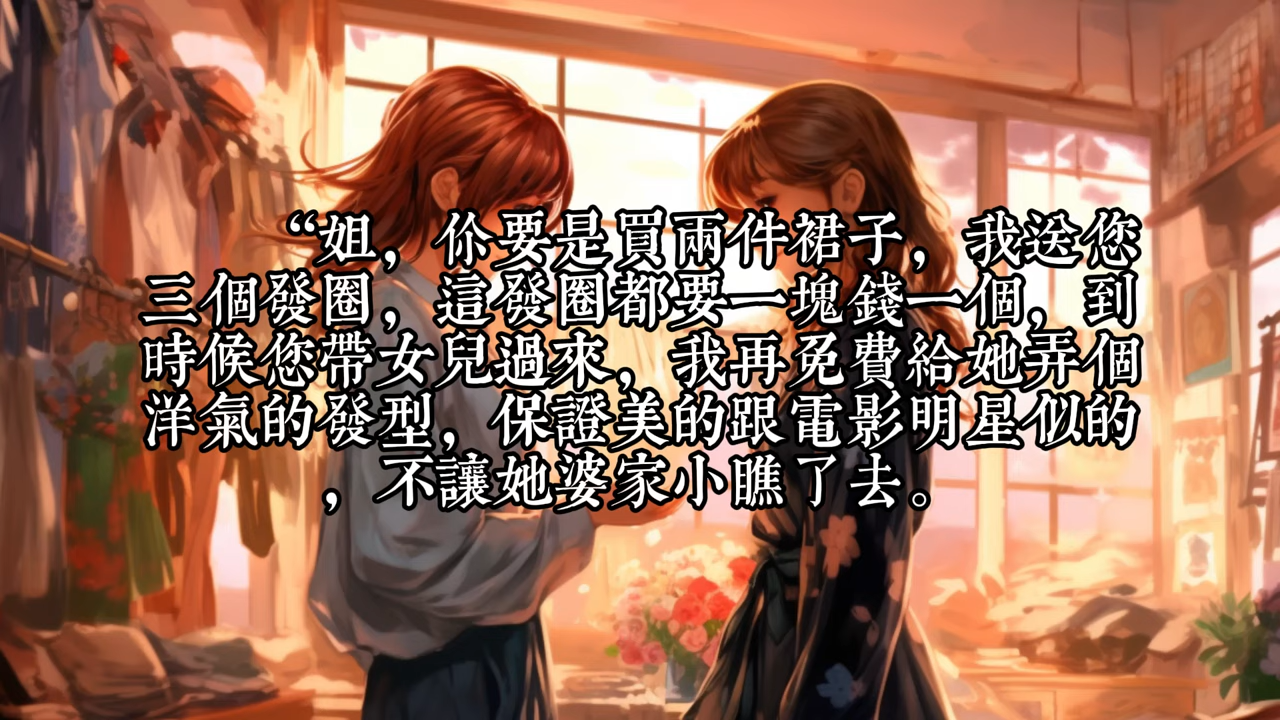 “姐，伱要是買兩件裙子，我送您
三個發圈，這發圈都要一塊錢一個，到
時候您帶女兒過來，我再免費給她弄個
洋氣的發型，保證美的跟電影明星似的
，不讓她婆家小瞧了去。